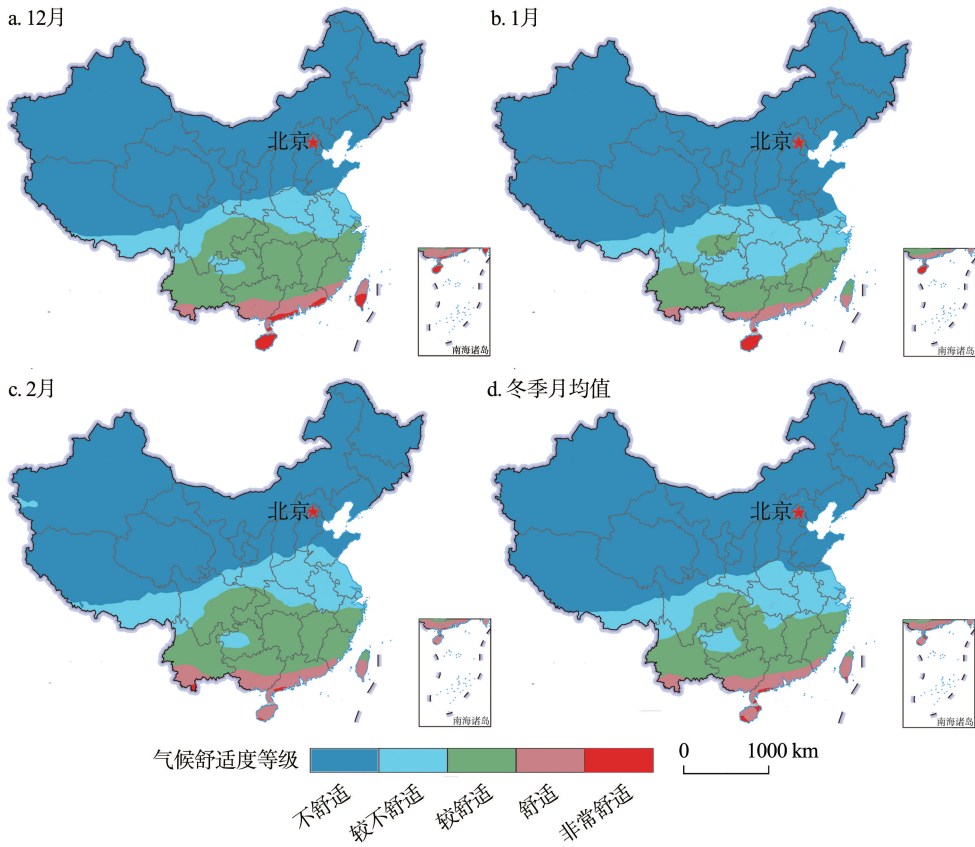 a. 12月
北京
南海诸岛
b. 1月
北京
南海诸岛
c. 2月
北京
南海诸岛
d. 冬季月均值
北京
南海诸岛
气候舒适度等级
不舒适
较不舒适
较舒适
舒适
非常舒适
0 1000 km